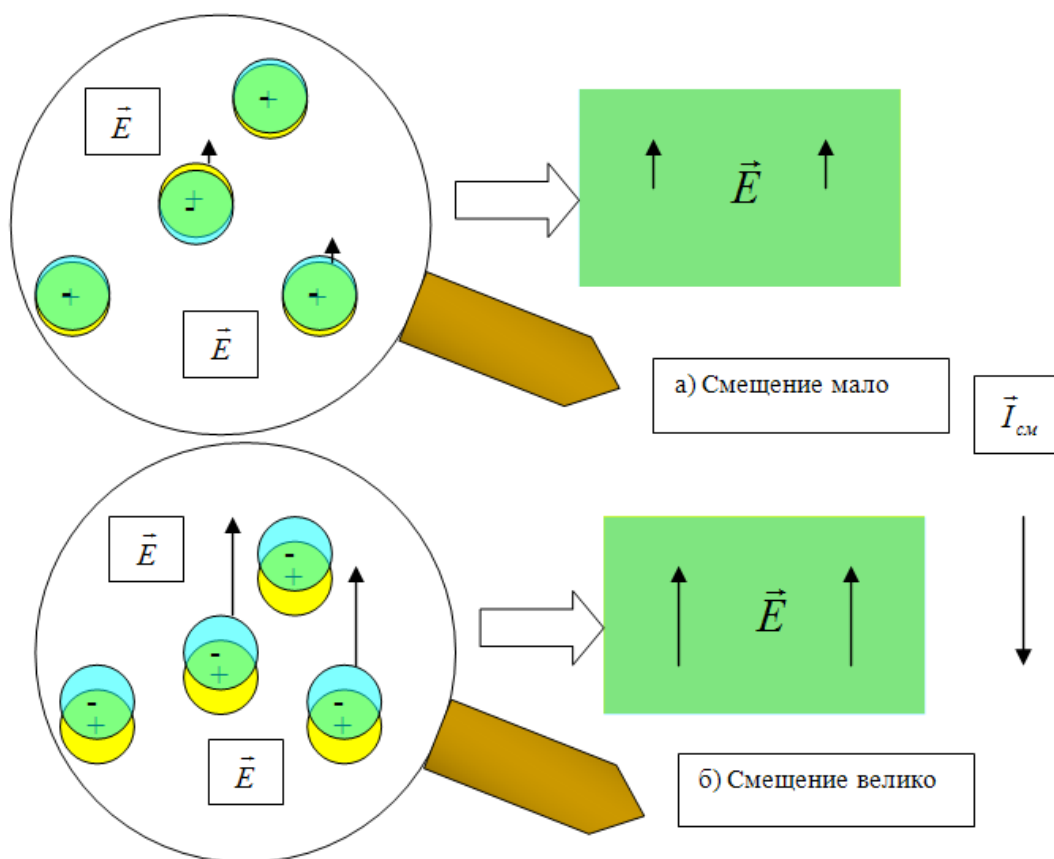 E⃗
- +
+ -
- +
- +
E⃗
E⃗
а) Смещение мало
I⃗см
E⃗
- +
- +
- +
- +
E⃗
E⃗
б) Смещение велико